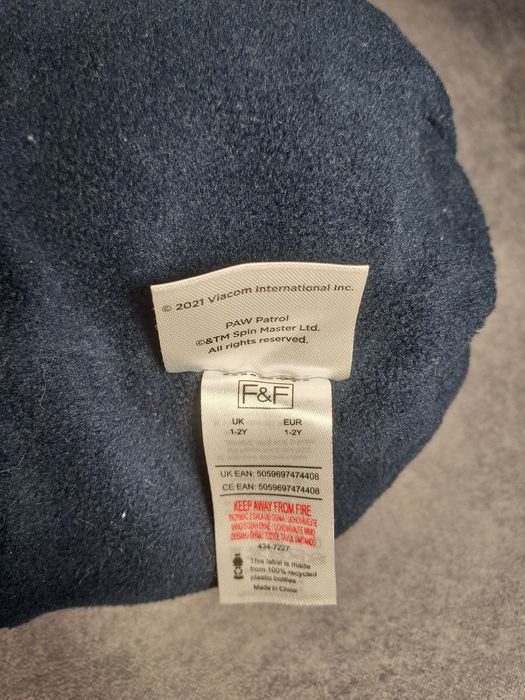 © 2021 Viacom International Inc.
PAW Patrol
©&TM Spin Master Ltd.
All rights reserved.
F&F
UK EUR
1-2Y 1-2Y
UK EAN: 5059697474408
CE EAN: 5059697474408
KEEP AWAY FROM FIRE
434-7227
This label is made
from 100% recycled
plastic bottles
Made in China